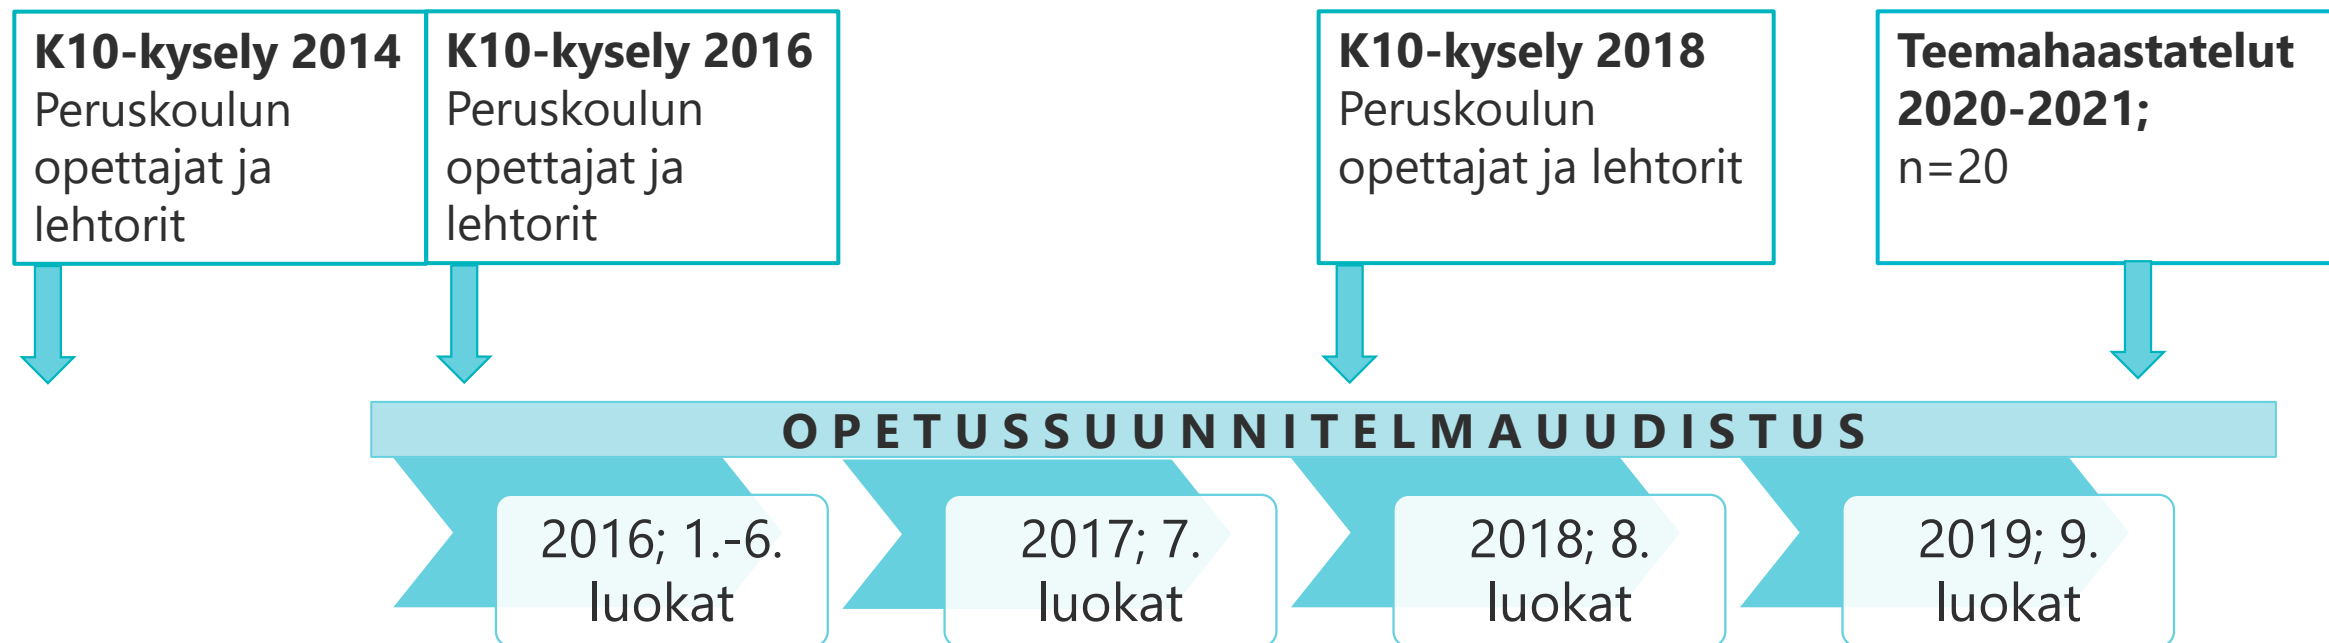 K10-kysely 2014
Peruskoulun
opettajat ja
lehtorit
K10-kysely 2016
Peruskoulun
opettajat ja
lehtorit
K10-kysely 2018
Peruskoulun
opettajat ja lehtorit
Teemahaastatelut
2020-2021;
n=20
OPETUSSUUNNITELMAUUDISTUS
2016; 1.-6.
luokat
2017; 7.
luokat
2018; 8.
luokat
2019; 9.
luokat